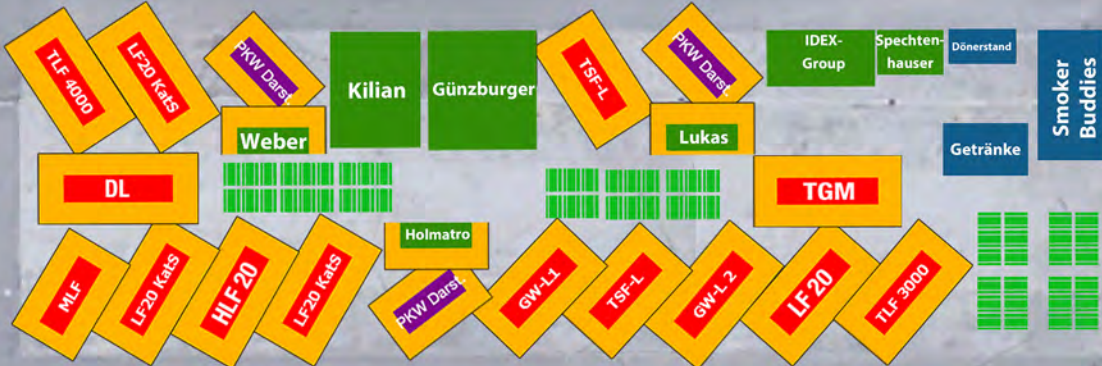 TLF 4000
LF20 KatS
PKW Darst.
Weber
Kilian
Günzburger
TSF-L
PKW Darst.
Lukas
IDEX-
Group
Spechten-
hauser
Dönerstand
Smoker
Buddies
Getränke
DL
TGM
Holmatro
MLF
LF20 KatS
HLF 20
LF20 KatS
PKW Darst.
GW-L1
TSF-L
GW-L 2
LF 20
TLF 3000